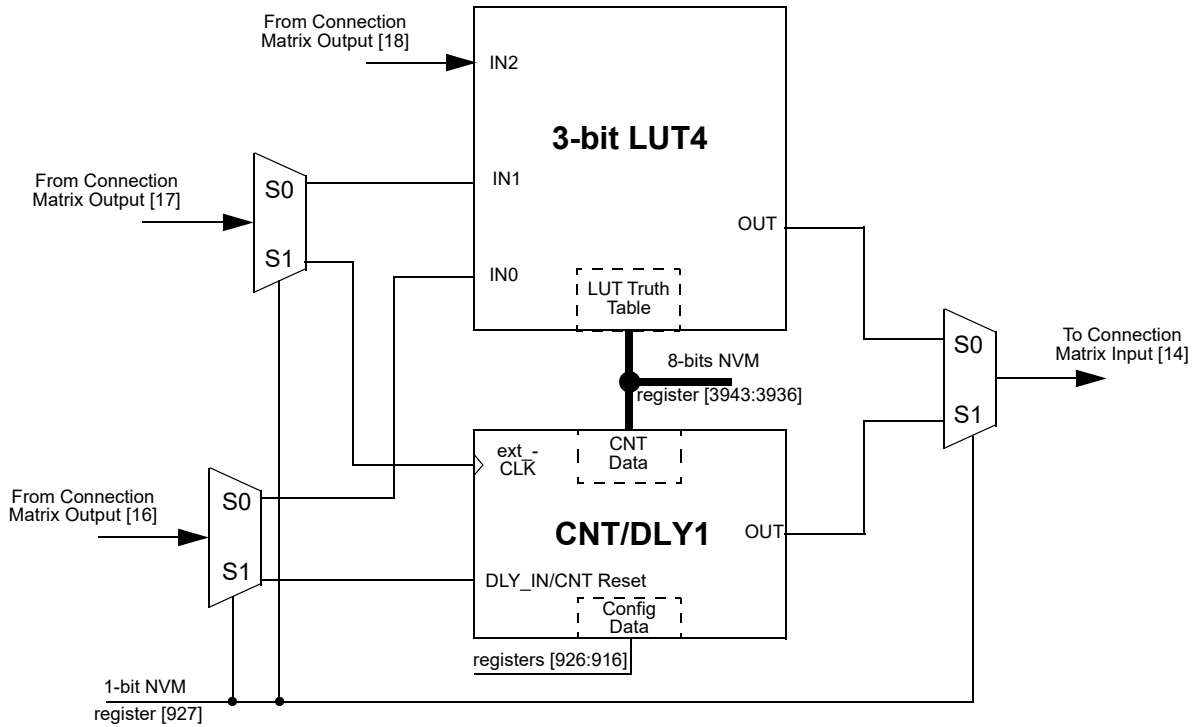 From Connection
Matrix Output [18]
IN2
3-bit LUT4
From Connection
Matrix Output [17]
S0
IN1
S1
OUT
IN0
LUT Truth
Table
S0
To Connection
Matrix Input [14]
8-bits NVM
register [3943:3936]
S1
CNT
Data
ext_-
CLK
From Connection
Matrix Output [16]
S0
CNT/DLY1
OUT
S1
DLY_IN/CNT Reset
Config
Data
registers [926:916]
1-bit NVM
register [927]